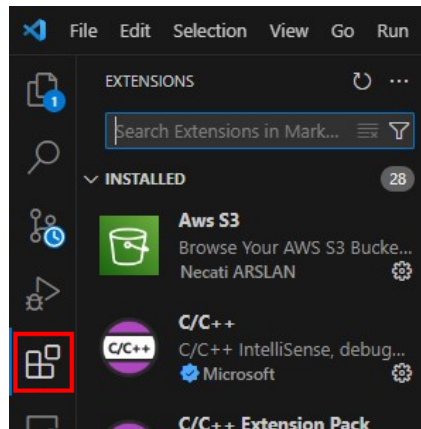 File Edit Selection View Go Run
EXTENSIONS
1
Search Extensions in Mark...
INSTALLED 28
Aws S3
Browse Your AWS S3 Bucke...
Necati ARSLAN
C/C++
C/C++
C/C++ IntelliSense, debug...
Microsoft
C/C++ Extension Pack